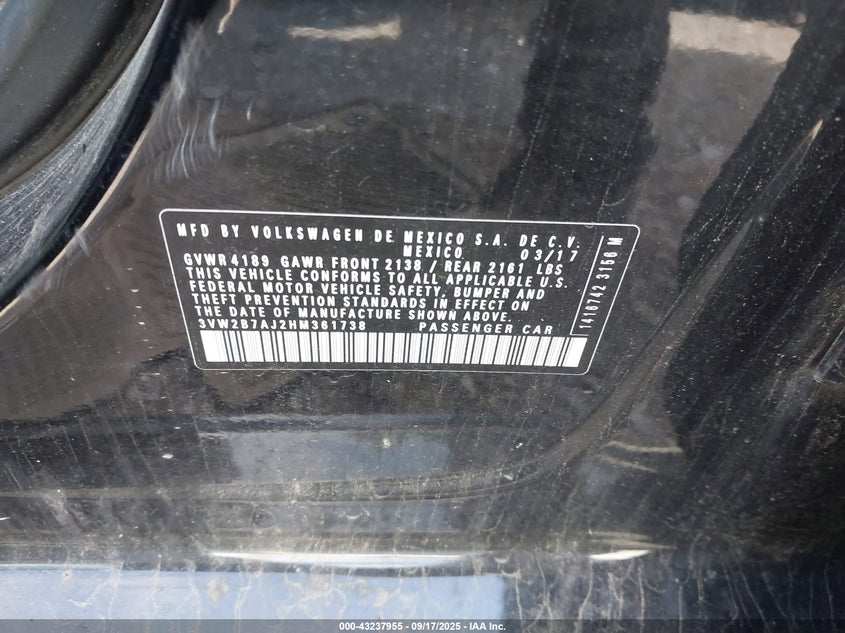 MFD BY VOLKSWAGEN DE MEXICO S.A. DE C.V.
MEXICO 03/17
GVWR 4189 GAWR FRONT 2138 / REAR 2161 LBS
THIS VEHICLE CONFORMS TO ALL APPLICABLE U.S.
FEDERAL MOTOR VEHICLE SAFETY, BUMPER AND
THEFT PREVENTION STANDARDS IN EFFECT ON
THE DATE OF MANUFACTURE SHOWN ABOVE.
3VW2B7AJ2HM361738 PASSENGER CAR
1416742 3156 M
000-43237955 - 09/17/2025 - IAA Inc.